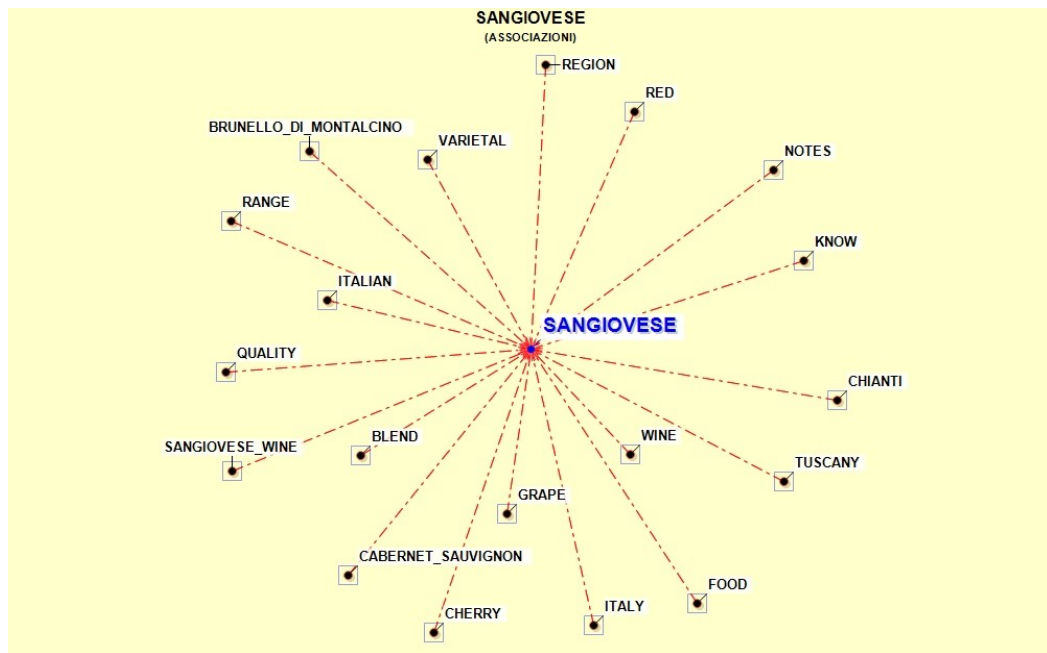 SANGIOVESE
(ASSOCIAZIONI)
REGION
RED
BRUNELLO_DI_MONTALCINO
VARIETAL
NOTES
RANGE
KNOW
ITALIAN
SANGIOVESE
QUALITY
CHIANTI
BLEND
WINE
SANGIOVESE_WINE
TUSCANY
GRAPE
CABERNET_SAUVIGNON
FOOD
CHERRY
ITALY